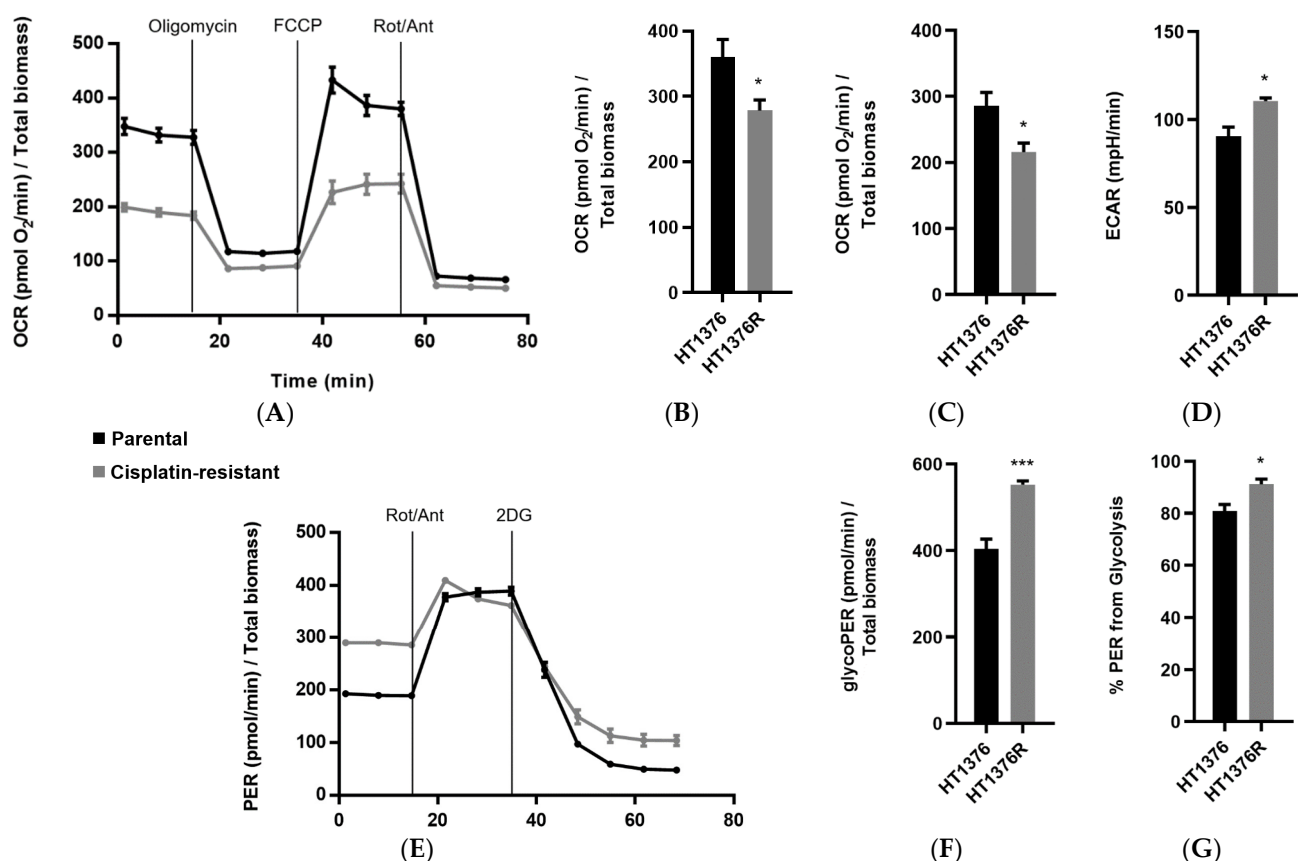 Oligomycin FCCP Rot/Ant
OCR (pmol O2/min) / Total biomass
500
400
300
200
100
0
0 20 40 60 80
Time (min)
(A)
OCR (pmol O2/min) /
Total biomass
400
300
200
100
0
*
HT1376
HT1376R
(B)
OCR (pmol O2/min) /
Total biomass
400
300
200
100
0
*
HT1376
HT1376R
(C)
ECAR (mpH/min)
150
100
50
0
*
HT1376
HT1376R
(D)
Parental
Cisplatin-resistant
Rot/Ant 2DG
PER (pmol/min) / Total biomass)
500
400
300
200
100
0
0 20 40 60 80
(E)
glycoPER (pmol/min) /
Total biomass
600
400
200
0
***
HT1376
HT1376R
(F)
% PER from Glycolysis
100
80
60
40
20
0
*
HT1376
HT1376R
(G)